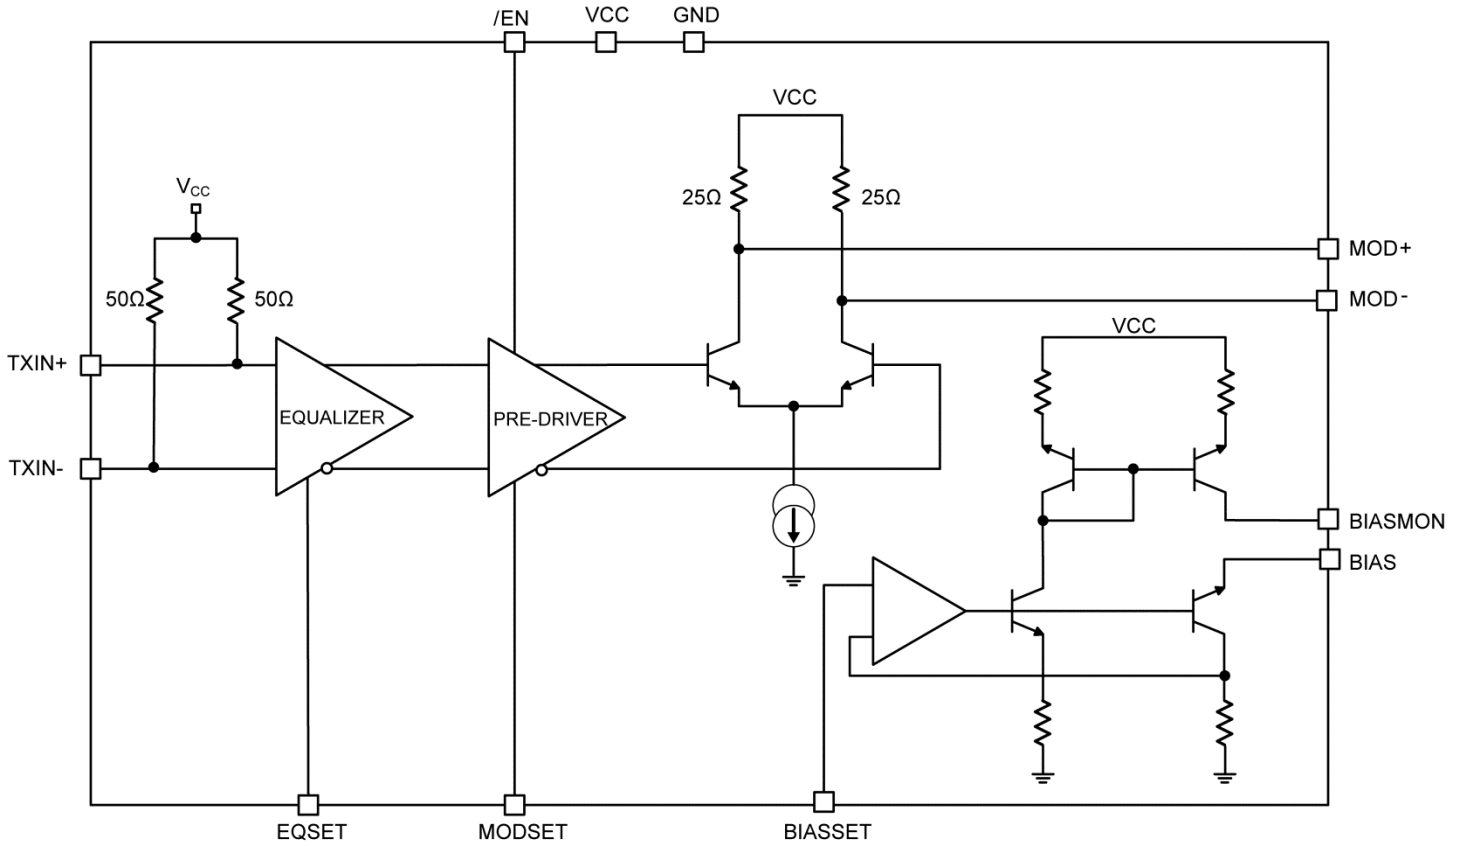 /EN
VCC
GND
VCC
VCC
25Ω
25Ω
MOD+
MOD-
50Ω
50Ω
VCC
TXIN+
EQUALIZER
PRE-DRIVER
TXIN-
BIASMON
BIAS
EQSET
MODSET
BIASSET